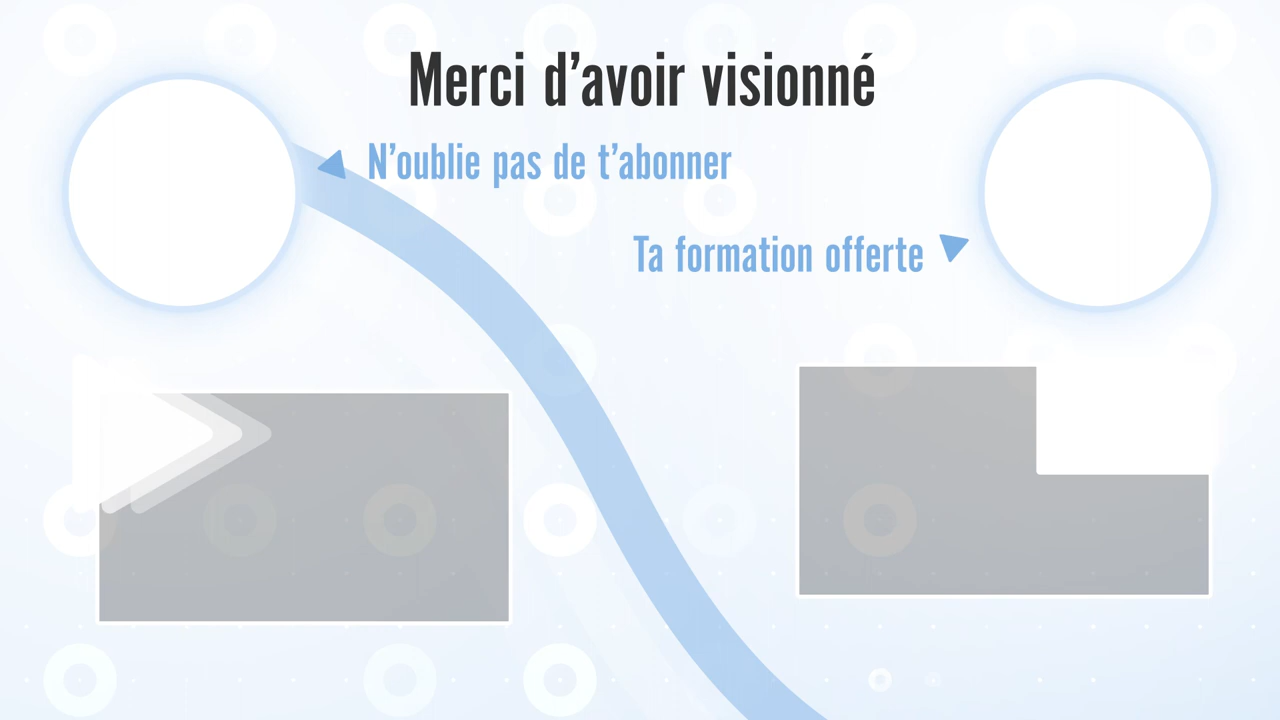 Merci d’avoir visionné
N’oublie pas de t’abonner
Ta formation offerte